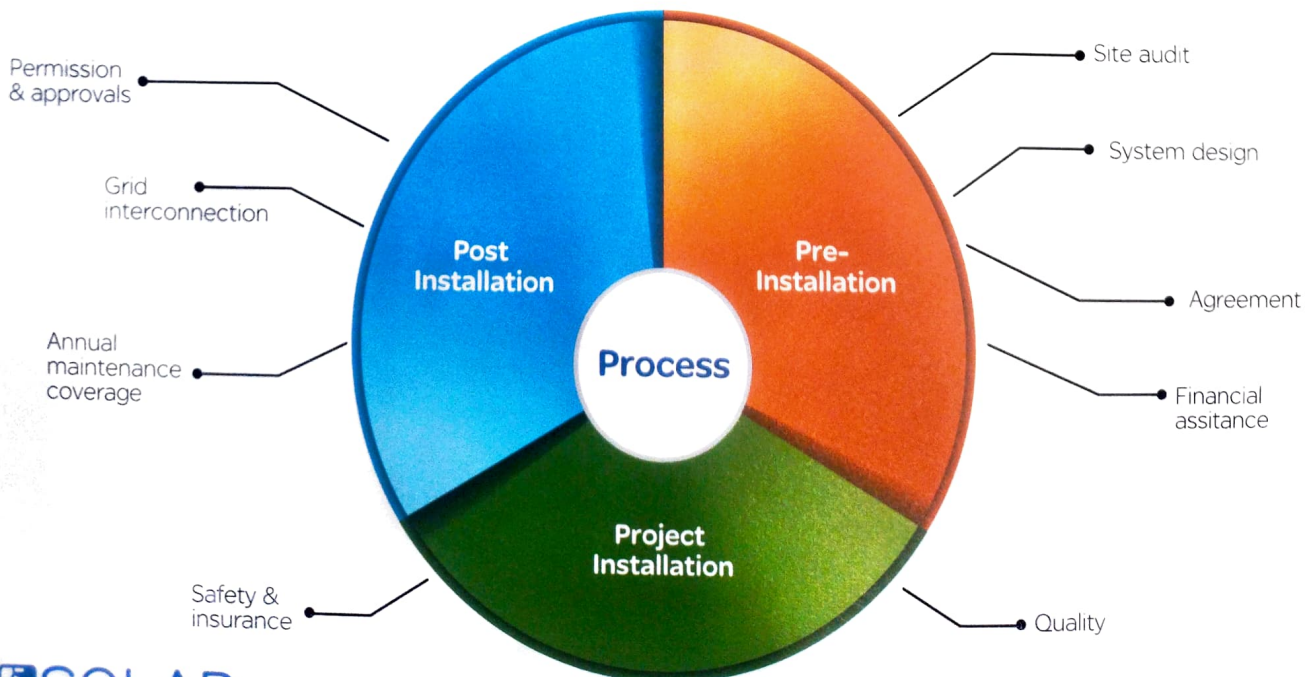 Permission
& approvals
Grid
interconnection
Annual
maintenance
coverage
Safety &
insurance
Post
Installation
Process
Pre-
Installation
Project
Installation
Site audit
System design
Agreement
Financial
assitance
Quality
SOLAR